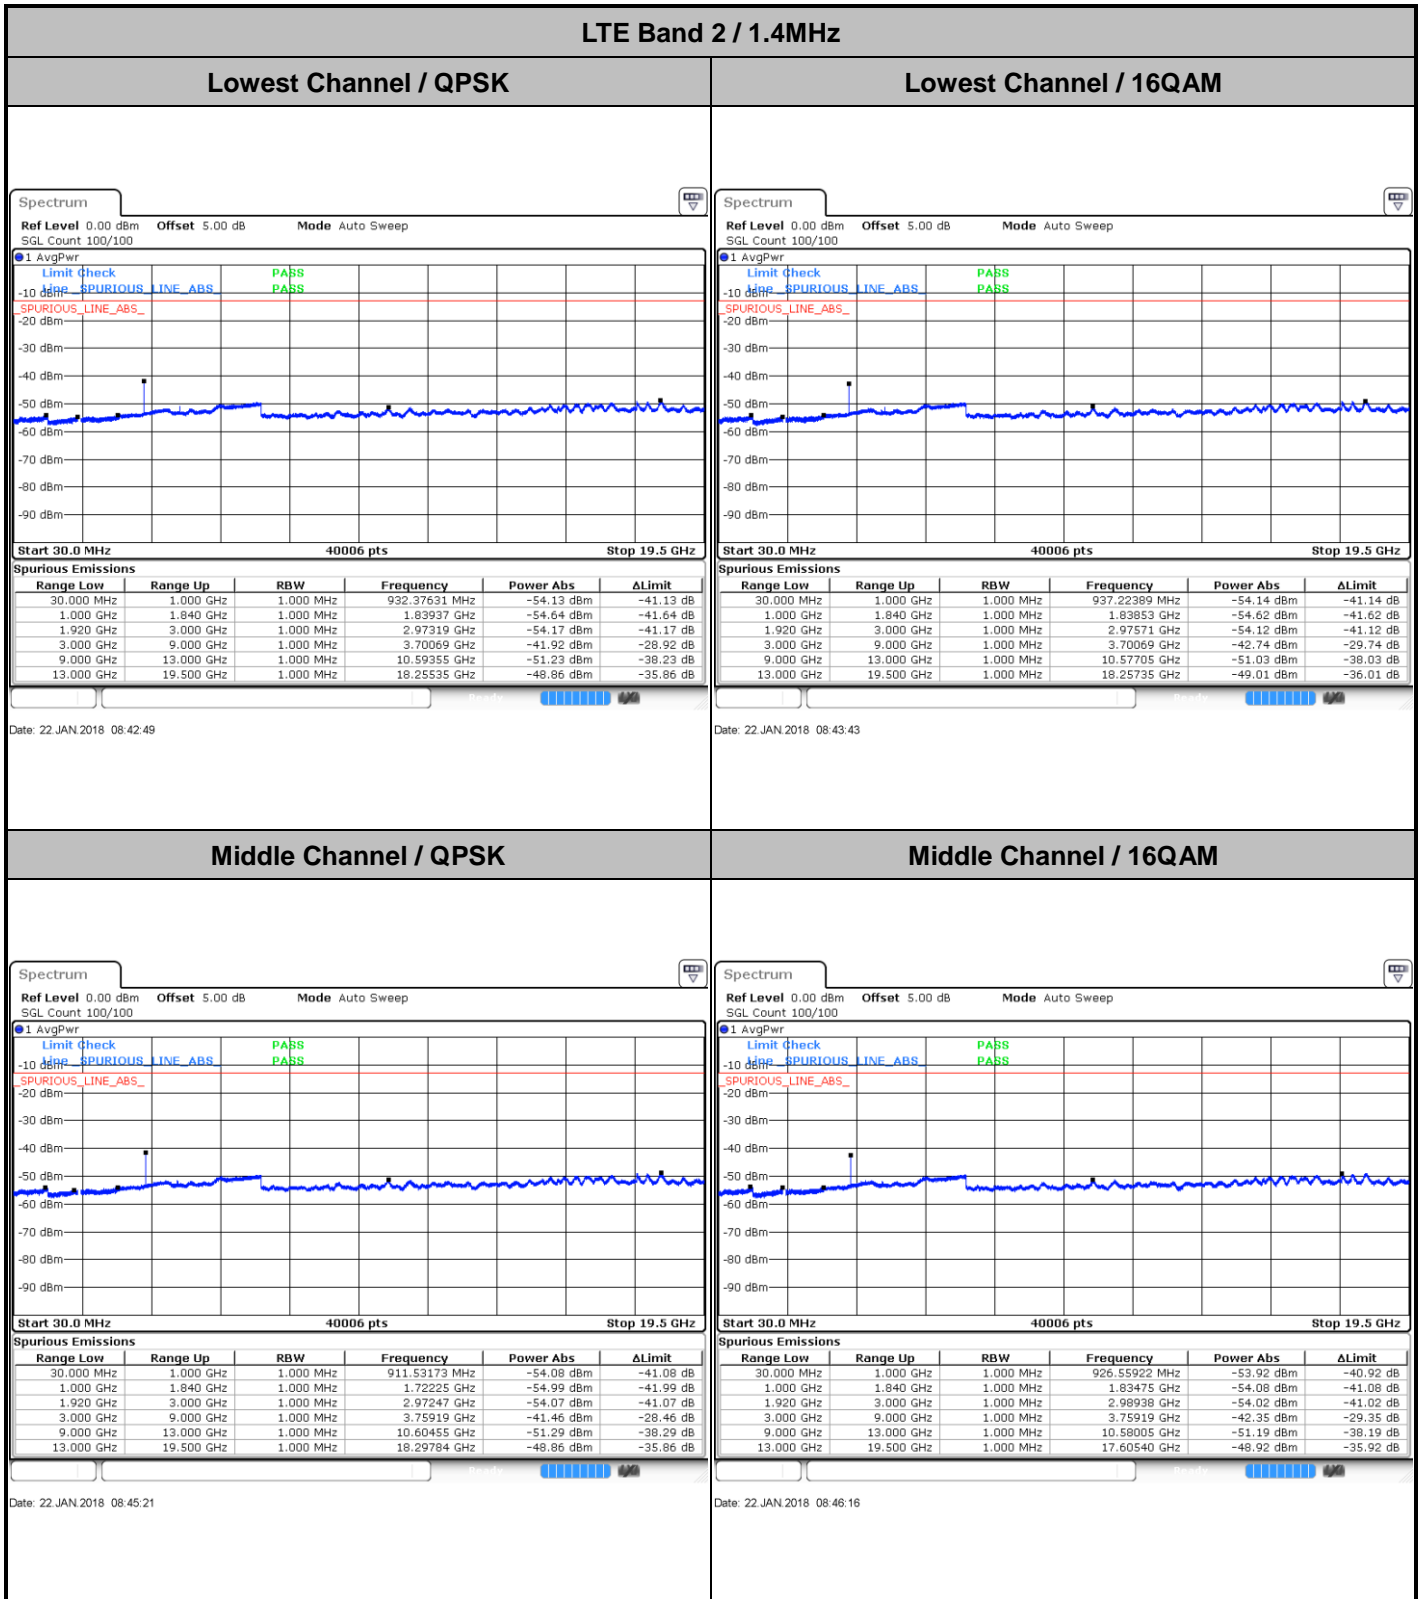 LTE Band 2 / 1.4MHz
Lowest Channel / QPSK
Lowest Channel / 16QAM
Spectrum
Ref Level 0.00 dBm Offset 5.00 dB Mode Auto Sweep
SGL Count 100/100
1 AvgPwr
Limit Check PASS
Line _SPURIOUS_LINE_ABS_ PASS
_SPURIOUS_LINE_ABS_
-10 dBm
-20 dBm
-30 dBm
-40 dBm
-50 dBm
-60 dBm
-70 dBm
-80 dBm
-90 dBm
Start 30.0 MHz 40006 pts Stop 19.5 GHz
Spurious Emissions
Range Low Range Up RBW Frequency Power Abs ΔLimit
30.000 MHz 1.000 GHz 1.000 MHz 932.37631 MHz -54.13 dBm -41.13 dB
1.000 GHz 1.840 GHz 1.000 MHz 1.83937 GHz -54.64 dBm -41.64 dB
1.920 GHz 3.000 GHz 1.000 MHz 2.97319 GHz -54.17 dBm -41.17 dB
3.000 GHz 9.000 GHz 1.000 MHz 3.70069 GHz -41.92 dBm -28.92 dB
9.000 GHz 13.000 GHz 1.000 MHz 10.59355 GHz -51.23 dBm -38.23 dB
13.000 GHz 19.500 GHz 1.000 MHz 18.25535 GHz -48.86 dBm -35.86 dB
Ready
Date: 22.JAN.2018 08:42:49
Spectrum
Ref Level 0.00 dBm Offset 5.00 dB Mode Auto Sweep
SGL Count 100/100
1 AvgPwr
Limit Check PASS
Line _SPURIOUS_LINE_ABS_ PASS
_SPURIOUS_LINE_ABS_
-10 dBm
-20 dBm
-30 dBm
-40 dBm
-50 dBm
-60 dBm
-70 dBm
-80 dBm
-90 dBm
Start 30.0 MHz 40006 pts Stop 19.5 GHz
Spurious Emissions
Range Low Range Up RBW Frequency Power Abs ΔLimit
30.000 MHz 1.000 GHz 1.000 MHz 937.22389 MHz -54.14 dBm -41.14 dB
1.000 GHz 1.840 GHz 1.000 MHz 1.83853 GHz -54.62 dBm -41.62 dB
1.920 GHz 3.000 GHz 1.000 MHz 2.97571 GHz -54.12 dBm -41.12 dB
3.000 GHz 9.000 GHz 1.000 MHz 3.70069 GHz -42.74 dBm -29.74 dB
9.000 GHz 13.000 GHz 1.000 MHz 10.57705 GHz -51.03 dBm -38.03 dB
13.000 GHz 19.500 GHz 1.000 MHz 18.25735 GHz -49.01 dBm -36.01 dB
Ready
Date: 22.JAN.2018 08:43:43
Middle Channel / QPSK
Middle Channel / 16QAM
Spectrum
Ref Level 0.00 dBm Offset 5.00 dB Mode Auto Sweep
SGL Count 100/100
1 AvgPwr
Limit Check PASS
Line _SPURIOUS_LINE_ABS_ PASS
_SPURIOUS_LINE_ABS_
-10 dBm
-20 dBm
-30 dBm
-40 dBm
-50 dBm
-60 dBm
-70 dBm
-80 dBm
-90 dBm
Start 30.0 MHz 40006 pts Stop 19.5 GHz
Spurious Emissions
Range Low Range Up RBW Frequency Power Abs ΔLimit
30.000 MHz 1.000 GHz 1.000 MHz 911.53173 MHz -54.08 dBm -41.08 dB
1.000 GHz 1.840 GHz 1.000 MHz 1.72225 GHz -54.99 dBm -41.99 dB
1.920 GHz 3.000 GHz 1.000 MHz 2.97247 GHz -54.07 dBm -41.07 dB
3.000 GHz 9.000 GHz 1.000 MHz 3.75919 GHz -41.46 dBm -28.46 dB
9.000 GHz 13.000 GHz 1.000 MHz 10.60455 GHz -51.29 dBm -38.29 dB
13.000 GHz 19.500 GHz 1.000 MHz 18.29784 GHz -48.86 dBm -35.86 dB
Ready
Date: 22.JAN.2018 08:45:21
Spectrum
Ref Level 0.00 dBm Offset 5.00 dB Mode Auto Sweep
SGL Count 100/100
1 AvgPwr
Limit Check PASS
Line _SPURIOUS_LINE_ABS_ PASS
_SPURIOUS_LINE_ABS_
-10 dBm
-20 dBm
-30 dBm
-40 dBm
-50 dBm
-60 dBm
-70 dBm
-80 dBm
-90 dBm
Start 30.0 MHz 40006 pts Stop 19.5 GHz
Spurious Emissions
Range Low Range Up RBW Frequency Power Abs ΔLimit
30.000 MHz 1.000 GHz 1.000 MHz 926.55922 MHz -53.92 dBm -40.92 dB
1.000 GHz 1.840 GHz 1.000 MHz 1.83475 GHz -54.08 dBm -41.08 dB
1.920 GHz 3.000 GHz 1.000 MHz 2.98938 GHz -54.02 dBm -41.02 dB
3.000 GHz 9.000 GHz 1.000 MHz 3.75919 GHz -42.35 dBm -29.35 dB
9.000 GHz 13.000 GHz 1.000 MHz 10.58005 GHz -51.19 dBm -38.19 dB
13.000 GHz 19.500 GHz 1.000 MHz 17.60540 GHz -48.92 dBm -35.92 dB
Ready
Date: 22.JAN.2018 08:46:16